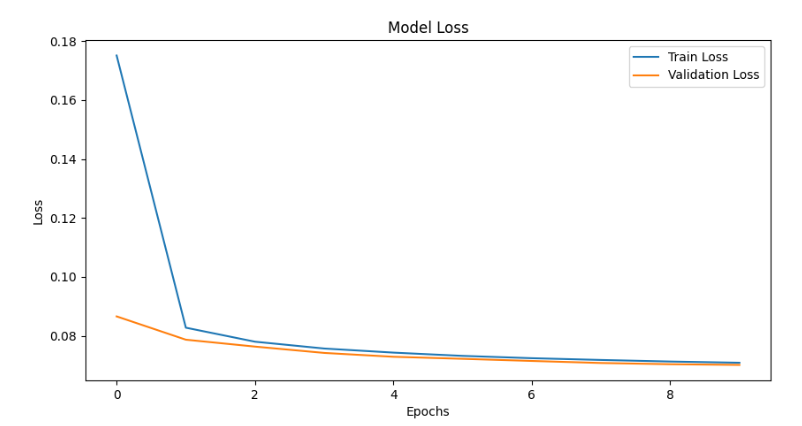 Model Loss
Train Loss
Validation Loss
0.18
0.16
0.14
0.12
0.10
0.08
Loss
0
2
4
6
8
Epochs